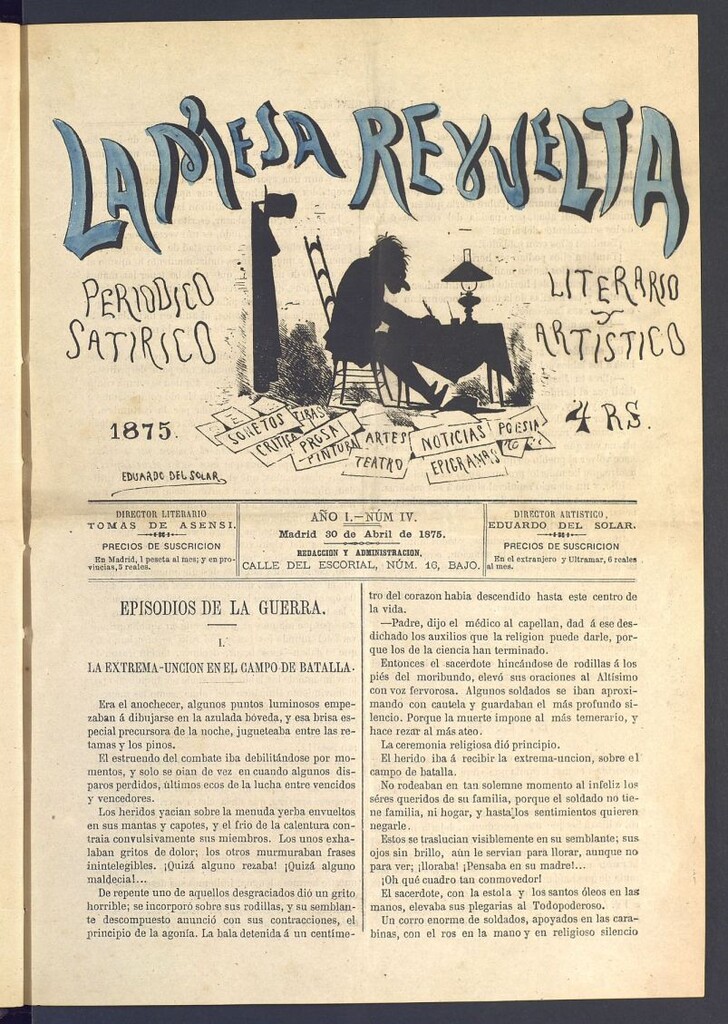 LA MESA REVUELTA
PERIODICO
SATIRICO
LITERARIO
Y
ARTISTICO
1875.
4 RS.
SONETOS
CRITICA
PROSA
PINTURA
ARTES
TEATRO
NOTICIAS
EPIGRAMAS
POESIA
EDUARDO DEL SOLAR
DIRECTOR LITERARIO
TOMAS DE ASENSI.
PRECIOS DE SUSCRICION
En Madrid, 1 peseta al mes; y en pro-
vincias, 5 reales.
AÑO I.—NÚM IV.
Madrid 30 de Abril de 1875.
REDACCION Y ADMINISTRACION,
CALLE DEL ESCORIAL, NÚM. 16, BAJO.
DIRECTOR ARTISTICO,
EDUARDO DEL SOLAR.
PRECIOS DE SUSCRICION
En el extranjero y Ultramar, 6 reales
al mes.
EPISODIOS DE LA GUERRA.
I.
LA EXTREMA-UNCION EN EL CAMPO DE BATALLA.
Era el anochecer, algunos puntos luminosos empe-
zaban á dibujarse en la azulada bóveda, y esa brisa es-
pecial precursora de la noche, jugueteaba entre las re-
tamas y los pinos.
El estruendo del combate iba debilitándose por mo-
mentos, y solo se oian de vez en cuando algunos dis-
paros perdidos, últimos ecos de la lucha entre vencidos
y vencedores.
Los heridos yacian sobre la menuda yerba envueltos
en sus mantas y capotes, y el frio de la calentura con-
traia convulsivamente sus miembros. Los unos exha-
laban gritos de dolor; los otros murmuraban frases
inintelegibles. ¡Quizá alguno rezaba! ¡Quizá alguno
maldecia!...
De repente uno de aquellos desgraciados dió un grito
horrible; se incorporó sobre sus rodillas, y su semblan-
te descompuesto anunció con sus contracciones, el
principio de la agonía. La bala detenida á un centíme-
tro del corazon habia descendido hasta este centro de
la vida.
—Padre, dijo el médico al capellan, dad á ese des-
dichado los auxilios que la religion puede darle, por-
que los de la ciencia han terminado.
Entonces el sacerdote hincándose de rodillas á los
piés del moribundo, elevó sus oraciones al Altísimo
con voz fervorosa. Algunos soldados se iban aproxi-
mando con cautela y guardaban el más profundo si-
lencio. Porque la muerte impone al más temerario, y
hace rezar al más ateo.
La ceremonia religiosa dió principio.
El herido iba á recibir la extrema-uncion, sobre el
campo de batalla.
No rodeaban en tan solemne momento al infeliz los
séres queridos de su familia, porque el soldado no tie-
ne familia, ni hogar, y hasta los sentimientos quieren
negarle.
Estos se traslucian visiblemente en su semblante; sus
ojos sin brillo, aún le servian para llorar, aunque no
para ver; ¡lloraba! ¡Pensaba en su madre!...
¡Oh qué cuadro tan conmovedor!
El sacerdote, con la estola y los santos óleos en las
manos, elevaba sus plegarias al Todopoderoso.
Un corro enorme de soldados, apoyados en las cara-
binas, con el ros en la mano y en religioso silencio